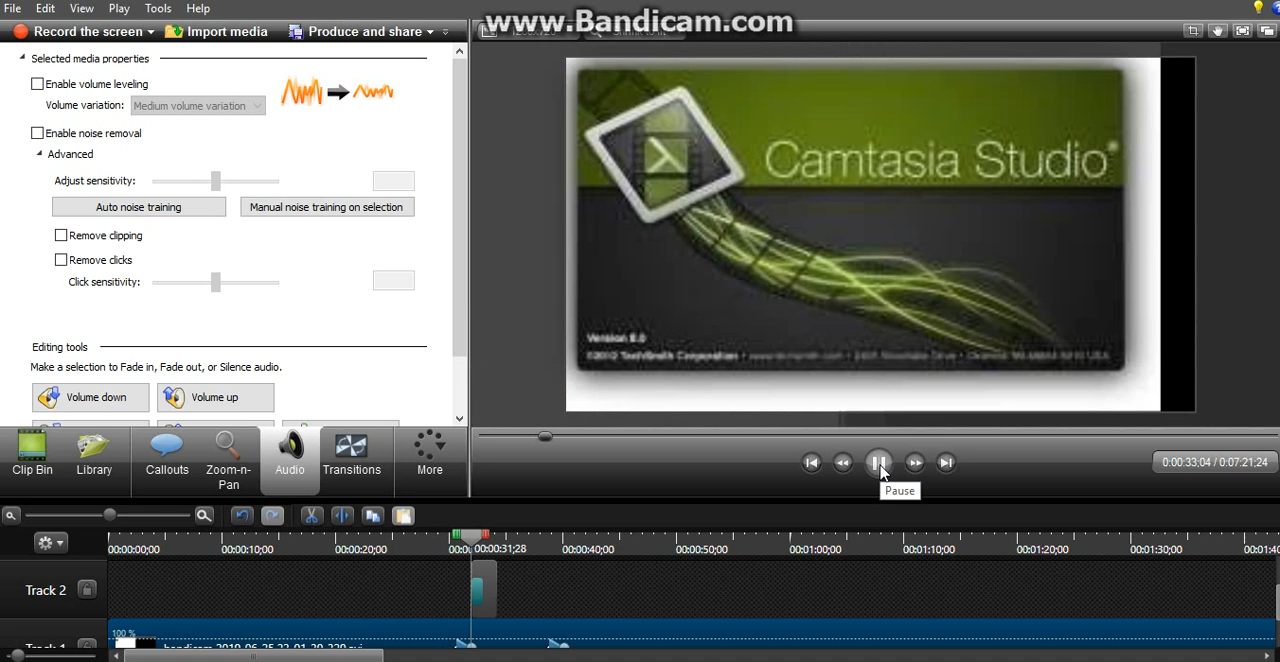 File Edit View Play Tools Help
www.Bandicam.com
Record the screen Import media Produce and share
Selected media properties
Enable volume leveling
Volume variation: Medium volume variation
Enable noise removal
Advanced
Adjust sensitivity:
Auto noise training Manual noise training on selection
Remove clipping
Remove clicks
Click sensitivity:
Editing tools
Make a selection to Fade in, Fade out, or Silence audio.
Volume down Volume up
Camtasia Studio®
Version 8.0
©2012 TechSmith Corporation
Clip Bin Library Callouts Zoom-n-Pan Audio Transitions More
0:00:33;04 / 0:07:21;24
Pause
00:00:00;00 00:00:10;00 00:00:20;00 00:00:31;28 00:00:40;00 00:00:50;00 00:01:00;00 00:01:10;00 00:01:20;00 00:01:30;00
Track 2
100 %